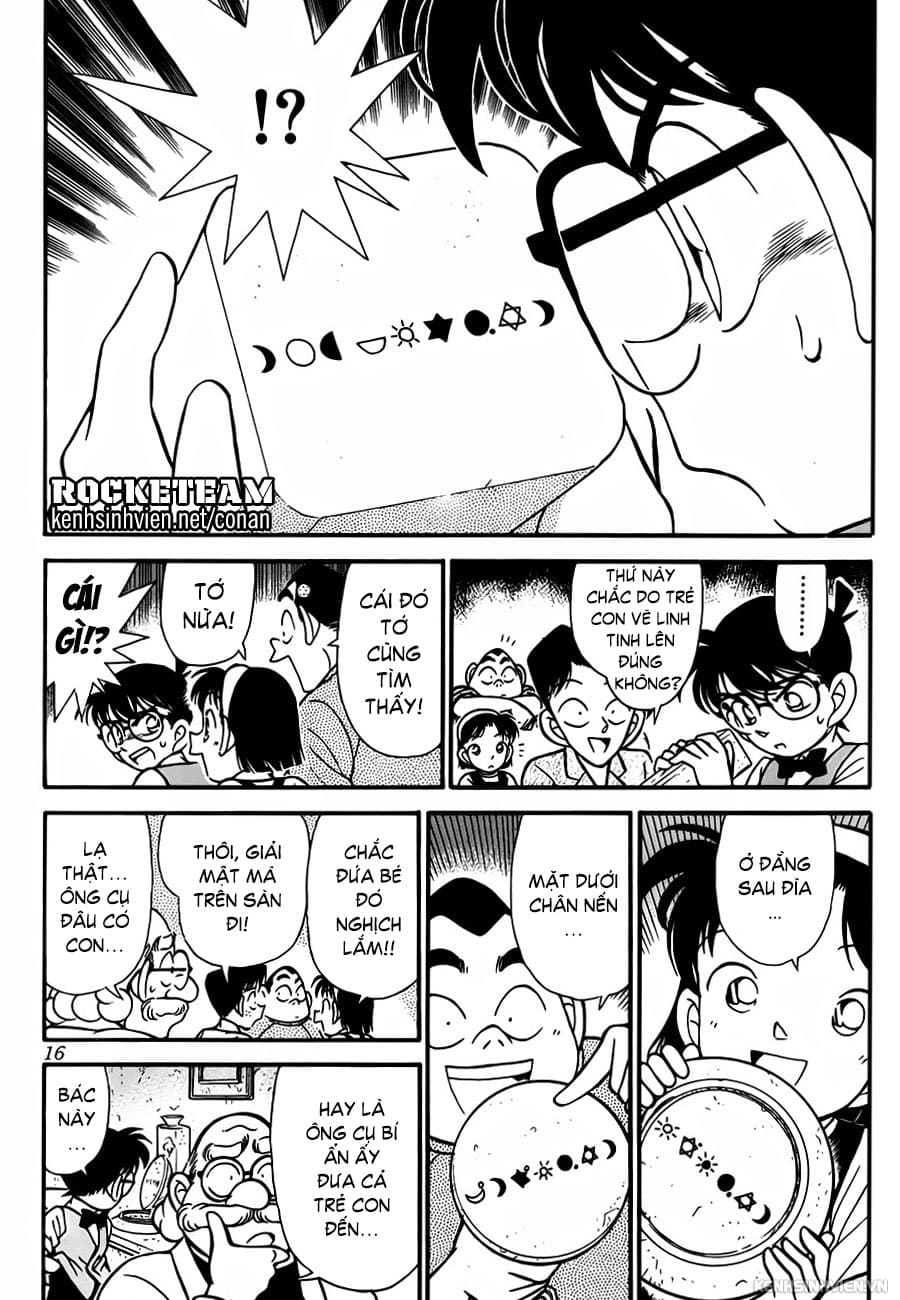 !?
ROCKETEAM
kenhsinhvien.net/conan
.........
THỨ NÀY
CHẮC DO TRẺ
CON VẼ LINH
TINH LÊN
ĐÚNG
KHÔNG?
CÁI ĐÓ
TỚ
CŨNG
TÌM
THẤY!
TỚ
NỮA!
CÁI
GÌ!?
Ở ĐẰNG
SAU ĐĨA
...
MẶT DƯỚI
CHÂN NẾN
...
CHẮC
ĐỨA BÉ
ĐÓ
NGHỊCH
LẮM!!
THÔI, GIẢI
MẬT MÃ
TRÊN SÀN
ĐI!
LẠ
THẬT...
ÔNG CỤ
ĐÂU CÓ
CON...
HAY LÀ
ÔNG CỤ BÍ
ẨN ẤY
ĐƯA CẢ
TRẺ CON
ĐẾN...
BÁC
NÀY
...
16
KENHSINHVIEN.VN